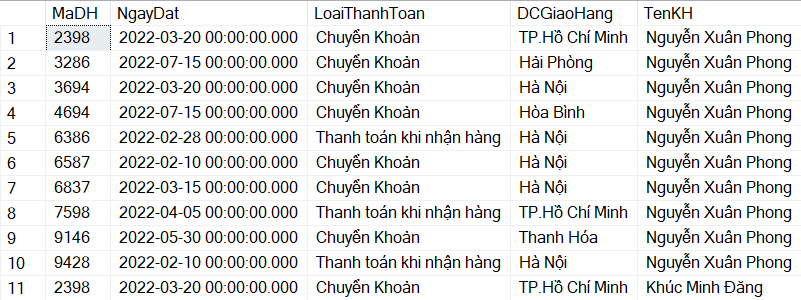 MaDH NgayDat LoaiThanhToan DCGiaoHang TenKH
1 2398 2022-03-20 00:00:00.000 Chuyển Khoản TP.Hồ Chí Minh Nguyễn Xuân Phong
2 3286 2022-07-15 00:00:00.000 Chuyển Khoản Hải Phòng Nguyễn Xuân Phong
3 3694 2022-03-20 00:00:00.000 Chuyển Khoản Hà Nội Nguyễn Xuân Phong
4 4694 2022-07-15 00:00:00.000 Chuyển Khoản Hòa Bình Nguyễn Xuân Phong
5 6386 2022-02-28 00:00:00.000 Thanh toán khi nhận hàng Hà Nội Nguyễn Xuân Phong
6 6587 2022-02-10 00:00:00.000 Chuyển Khoản Hà Nội Nguyễn Xuân Phong
7 6837 2022-03-15 00:00:00.000 Chuyển Khoản Hà Nội Nguyễn Xuân Phong
8 7598 2022-04-05 00:00:00.000 Thanh toán khi nhận hàng TP.Hồ Chí Minh Nguyễn Xuân Phong
9 9146 2022-05-30 00:00:00.000 Chuyển Khoản Thanh Hóa Nguyễn Xuân Phong
10 9428 2022-02-10 00:00:00.000 Thanh toán khi nhận hàng Hà Nội Nguyễn Xuân Phong
11 2398 2022-03-20 00:00:00.000 Chuyển Khoản TP.Hồ Chí Minh Khúc Minh Đăng